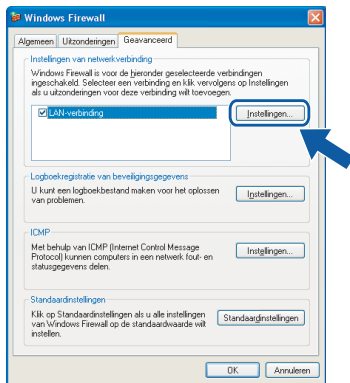 Windows Firewall
Algemeen Uitzonderingen Geavanceerd
Instellingen van netwerkverbinding
Windows Firewall is voor de hieronder geselecteerde verbindingen
ingeschakeld. Selecteer een verbinding en klik vervolgens op Instellingen
als u uitzonderingen voor deze verbinding wilt toevoegen.
LAN-verbinding
Instellingen...
Logboekregistratie van beveiligingsgegevens
U kunt een logboekbestand maken voor het oplossen
van problemen.
Instellingen...
ICMP
Met behulp van ICMP (Internet Control Message
Protocol) kunnen computers in een netwerk fout- en
statusgegevens delen.
Instellingen...
Standaardinstellingen
Klik op Standaardinstellingen als u alle instellingen
van Windows Firewall op de standaardwaarde wilt
instellen.
Standaardinstellingen
OK Annuleren